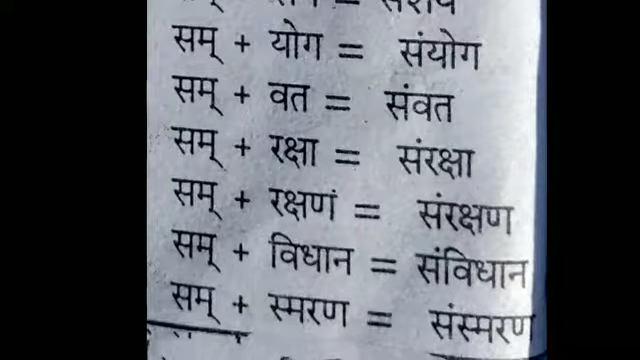 सम् + योग = संयोग
सम् + वत = संवत
सम् + रक्षा = संरक्षा
सम् + रक्षणं = संरक्षण
सम् + विधान = संविधान
सम् + स्मरण = संस्मरण